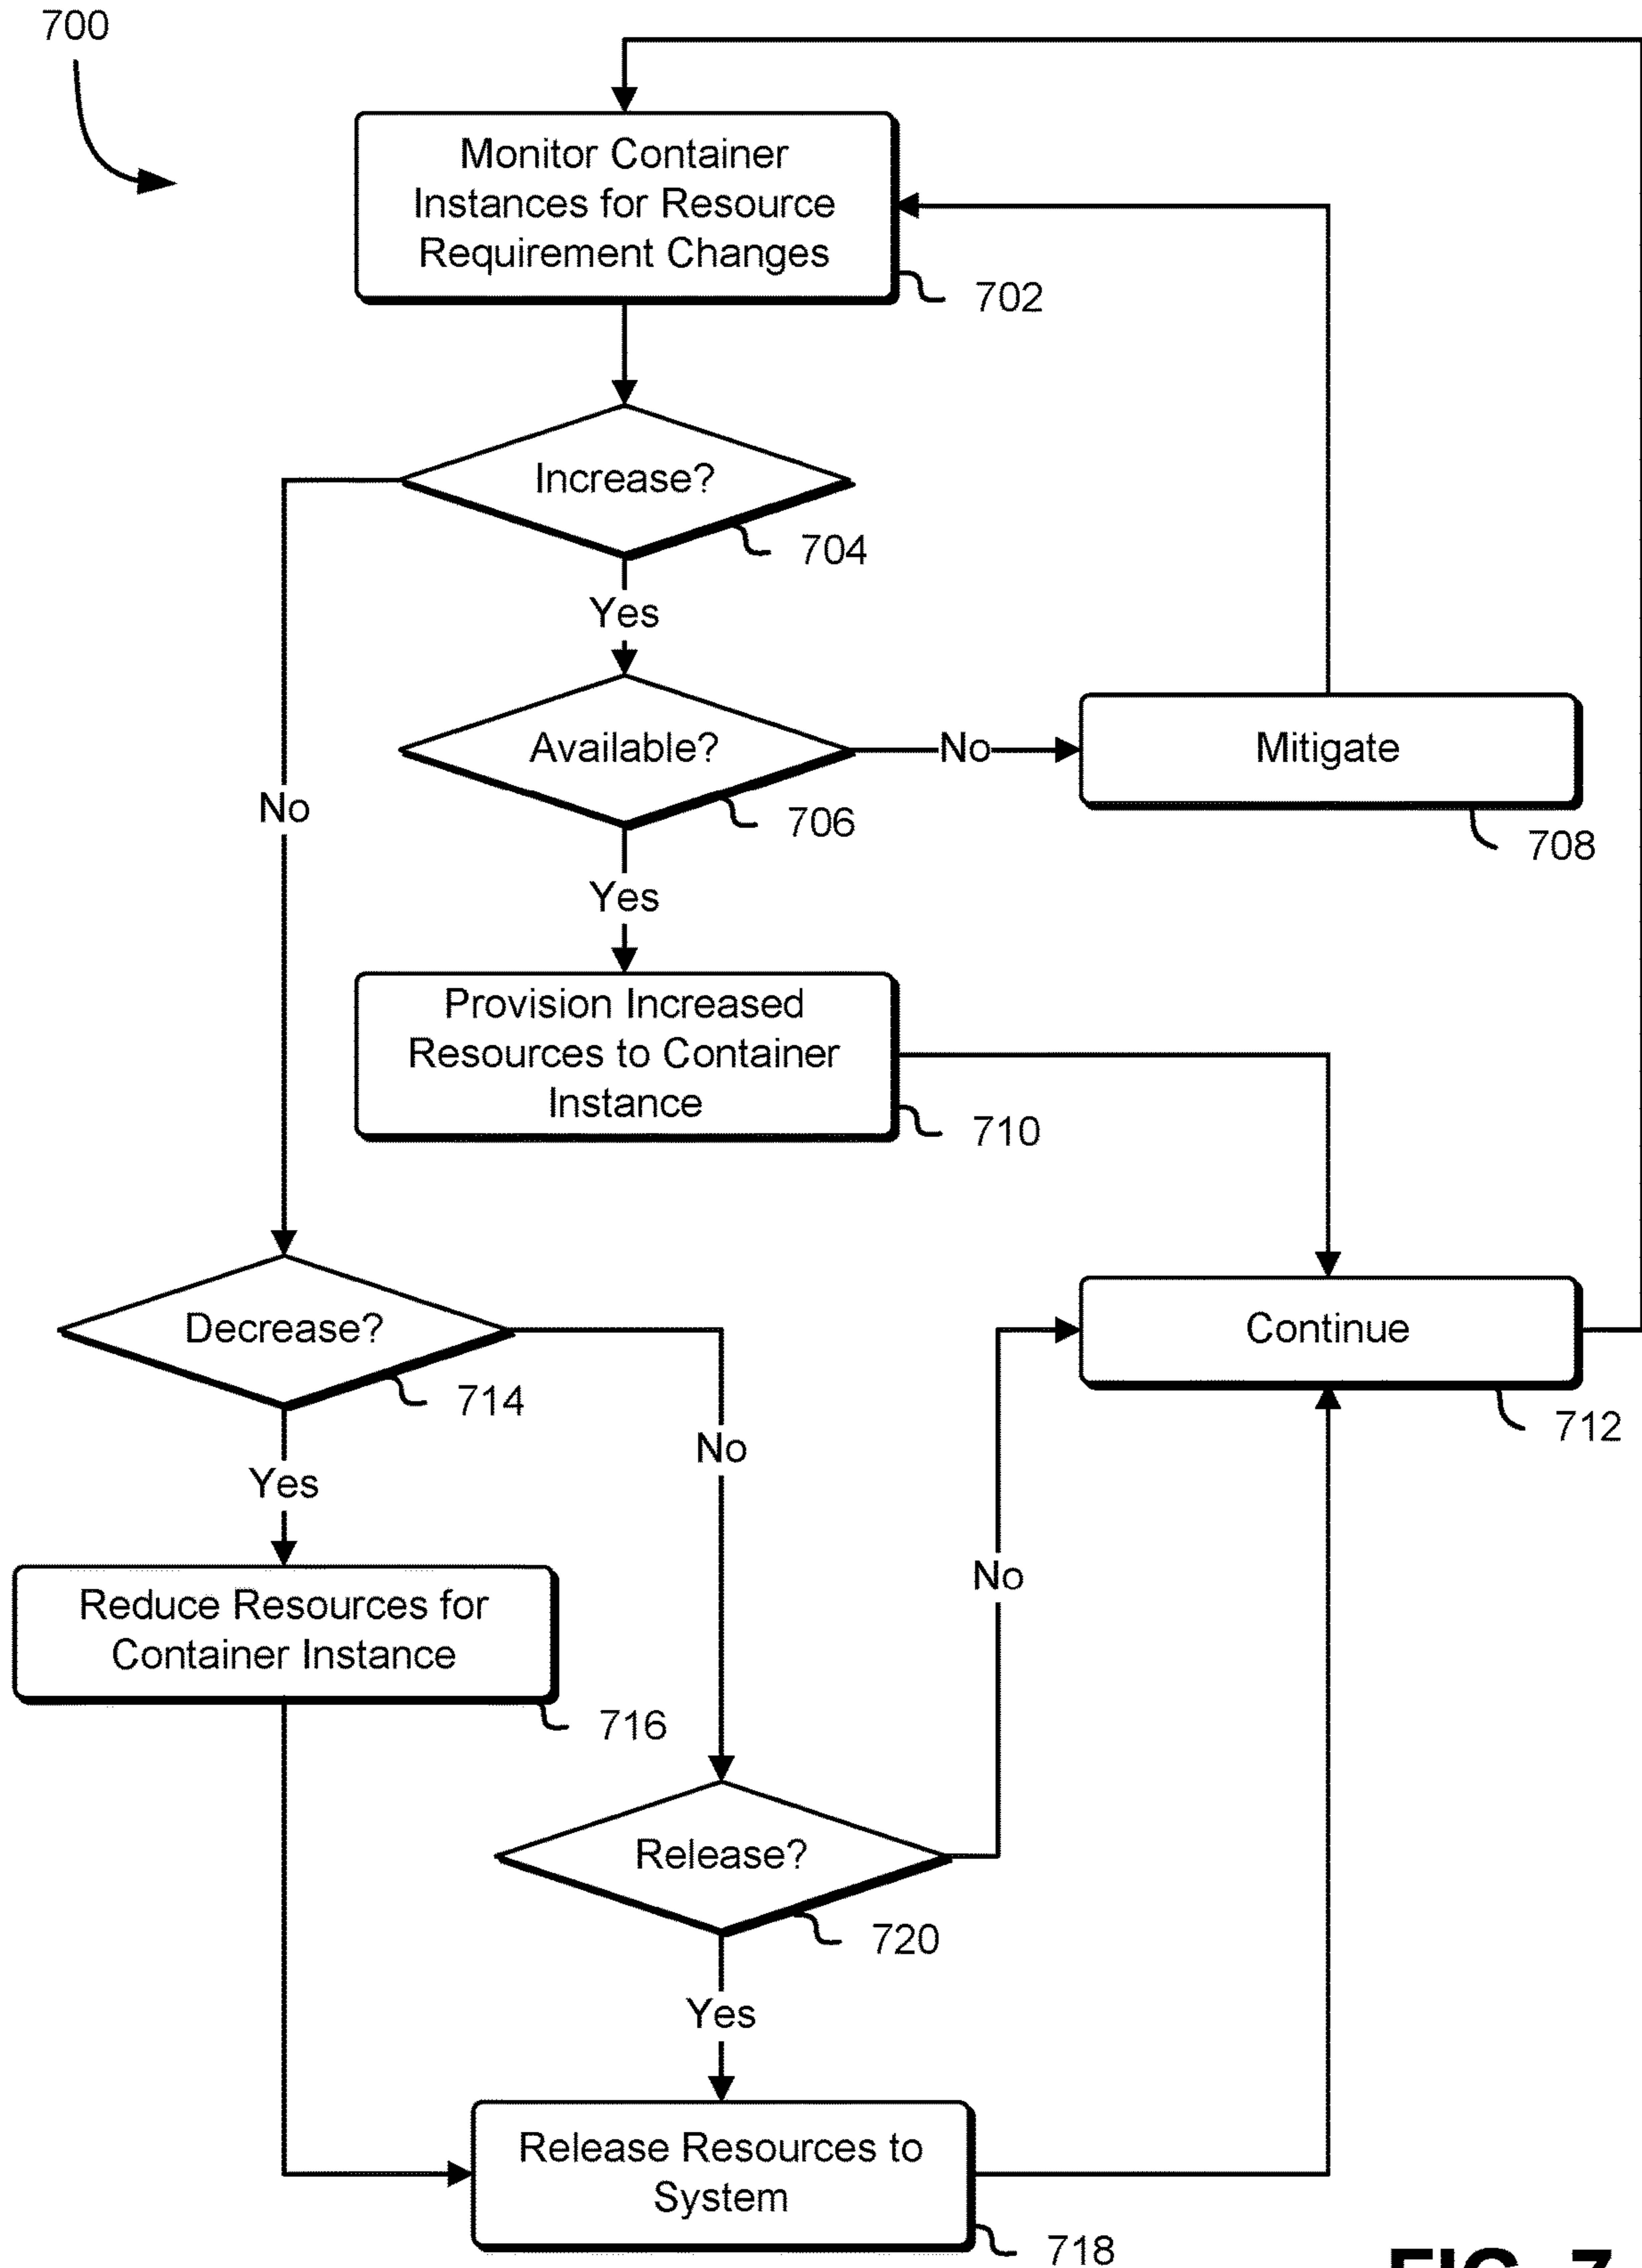 700
Monitor Container
Instances for Resource
Requirement Changes
702
Increase?
704
Yes
No
Available?
706
No
Mitigate
708
Yes
Provision Increased
Resources to Container
Instance
710
Decrease?
714
Continue
712
No
Yes
No
Reduce Resources for
Container Instance
716
Release?
720
Yes
Release Resources to
System
718
FIG. 7